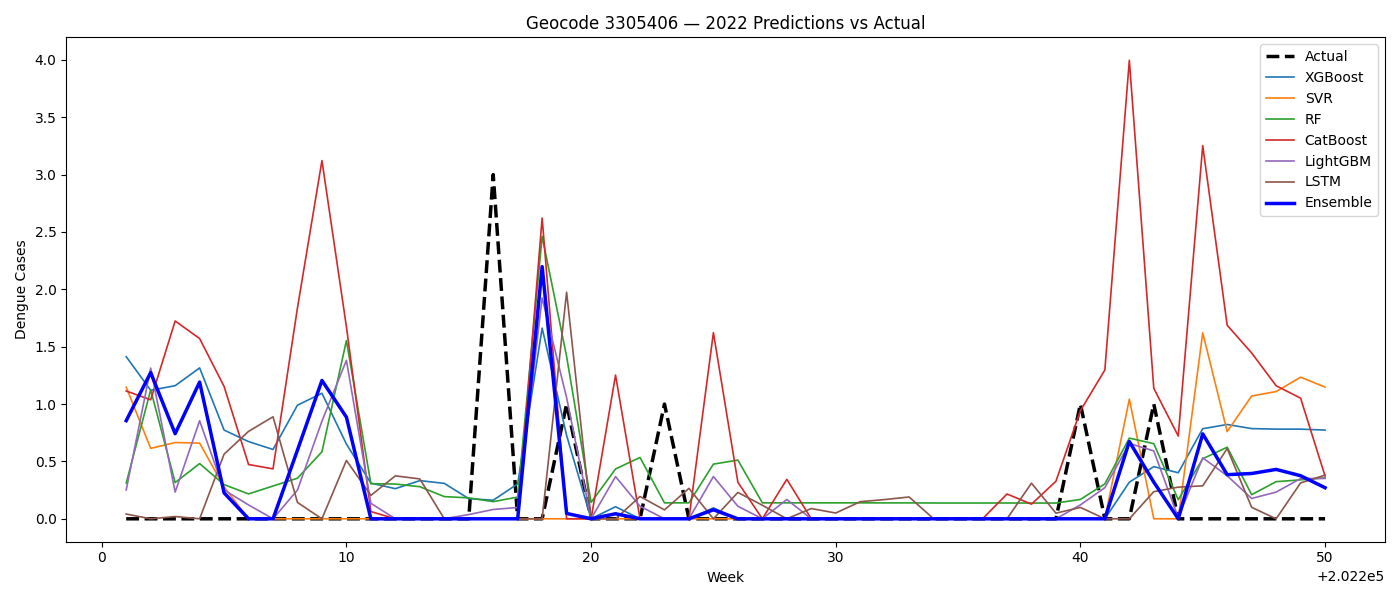 Geocode 3305406 — 2022 Predictions vs Actual
Dengue Cases
4.0
3.5
3.0
2.5
2.0
1.5
1.0
0.5
0.0
Actual
XGBoost
SVR
RF
CatBoost
LightGBM
LSTM
Ensemble
0 10 20 30 40 50
+2.022e5
Week